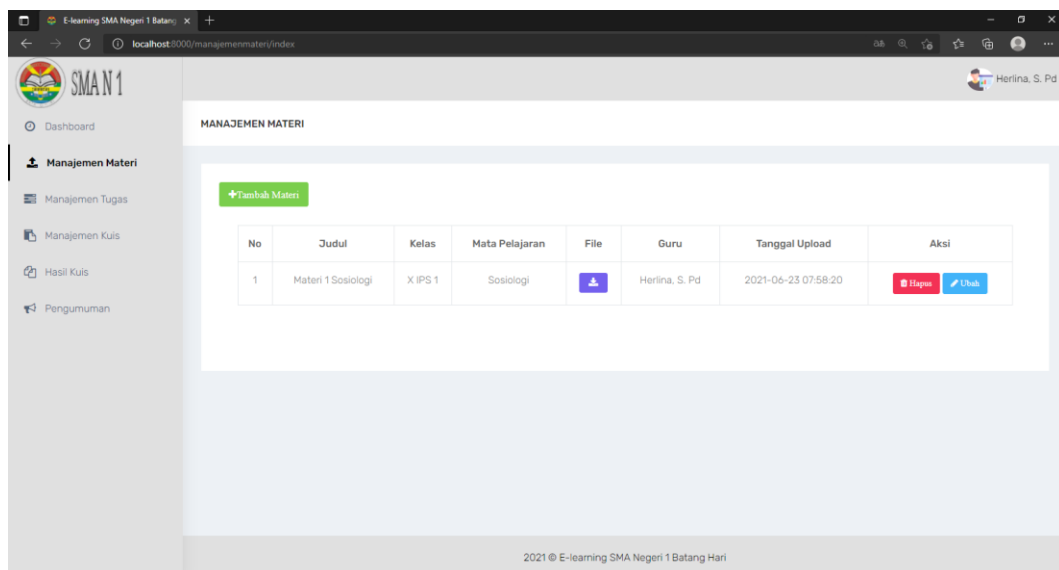 E-learning SMA Negeri 1 Batang
localhost:8000/manajemenmateri/index
SMA N 1
Herlina, S. Pd
Dashboard
MANAJEMEN MATERI
Manajemen Materi
Tambah Materi
Manajemen Tugas
Manajemen Kuis
No Judul Kelas Mata Pelajaran File Guru Tanggal Upload Aksi
Hasil Kuis
1 Materi 1 Sosiologi X IPS 1 Sosiologi Herlina, S. Pd 2021-06-23 07:58:20 Hapus Ubah
Pengumuman
2021 © E-learning SMA Negeri 1 Batang Hari